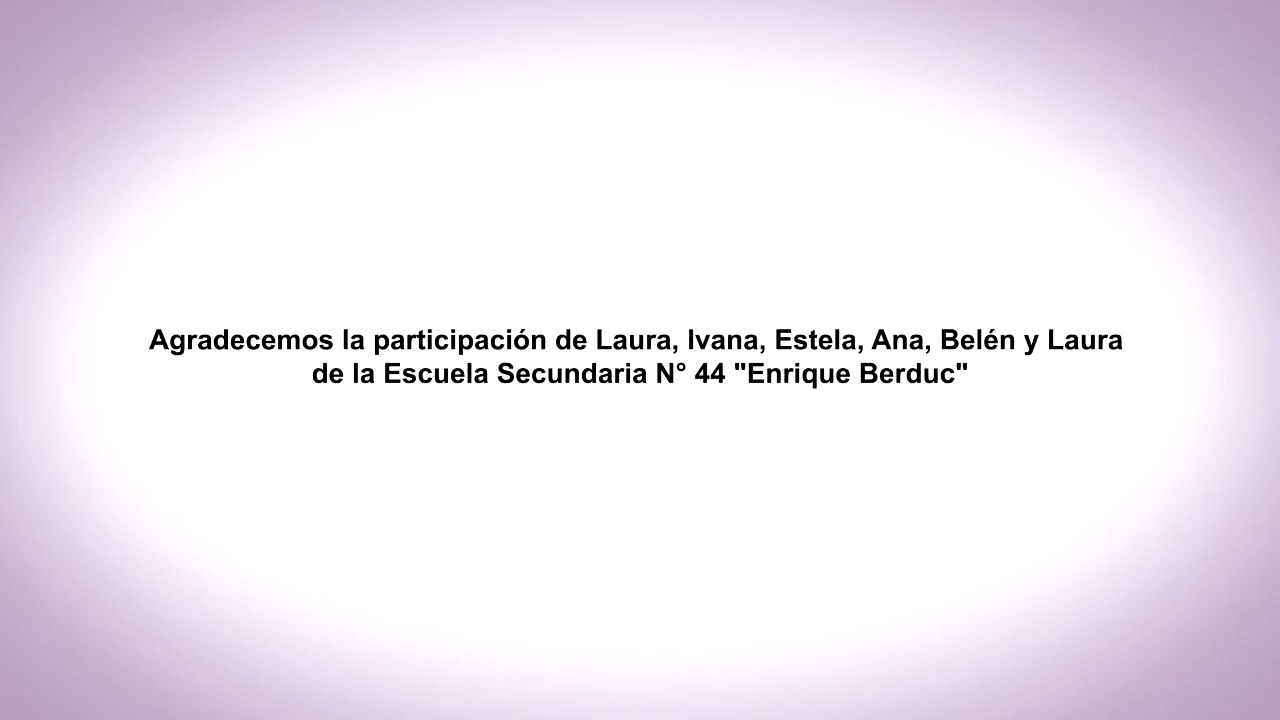 Agradecemos la participación de Laura, Ivana, Estela, Ana, Belén y Laura
de la Escuela Secundaria N° 44 "Enrique Berduc"